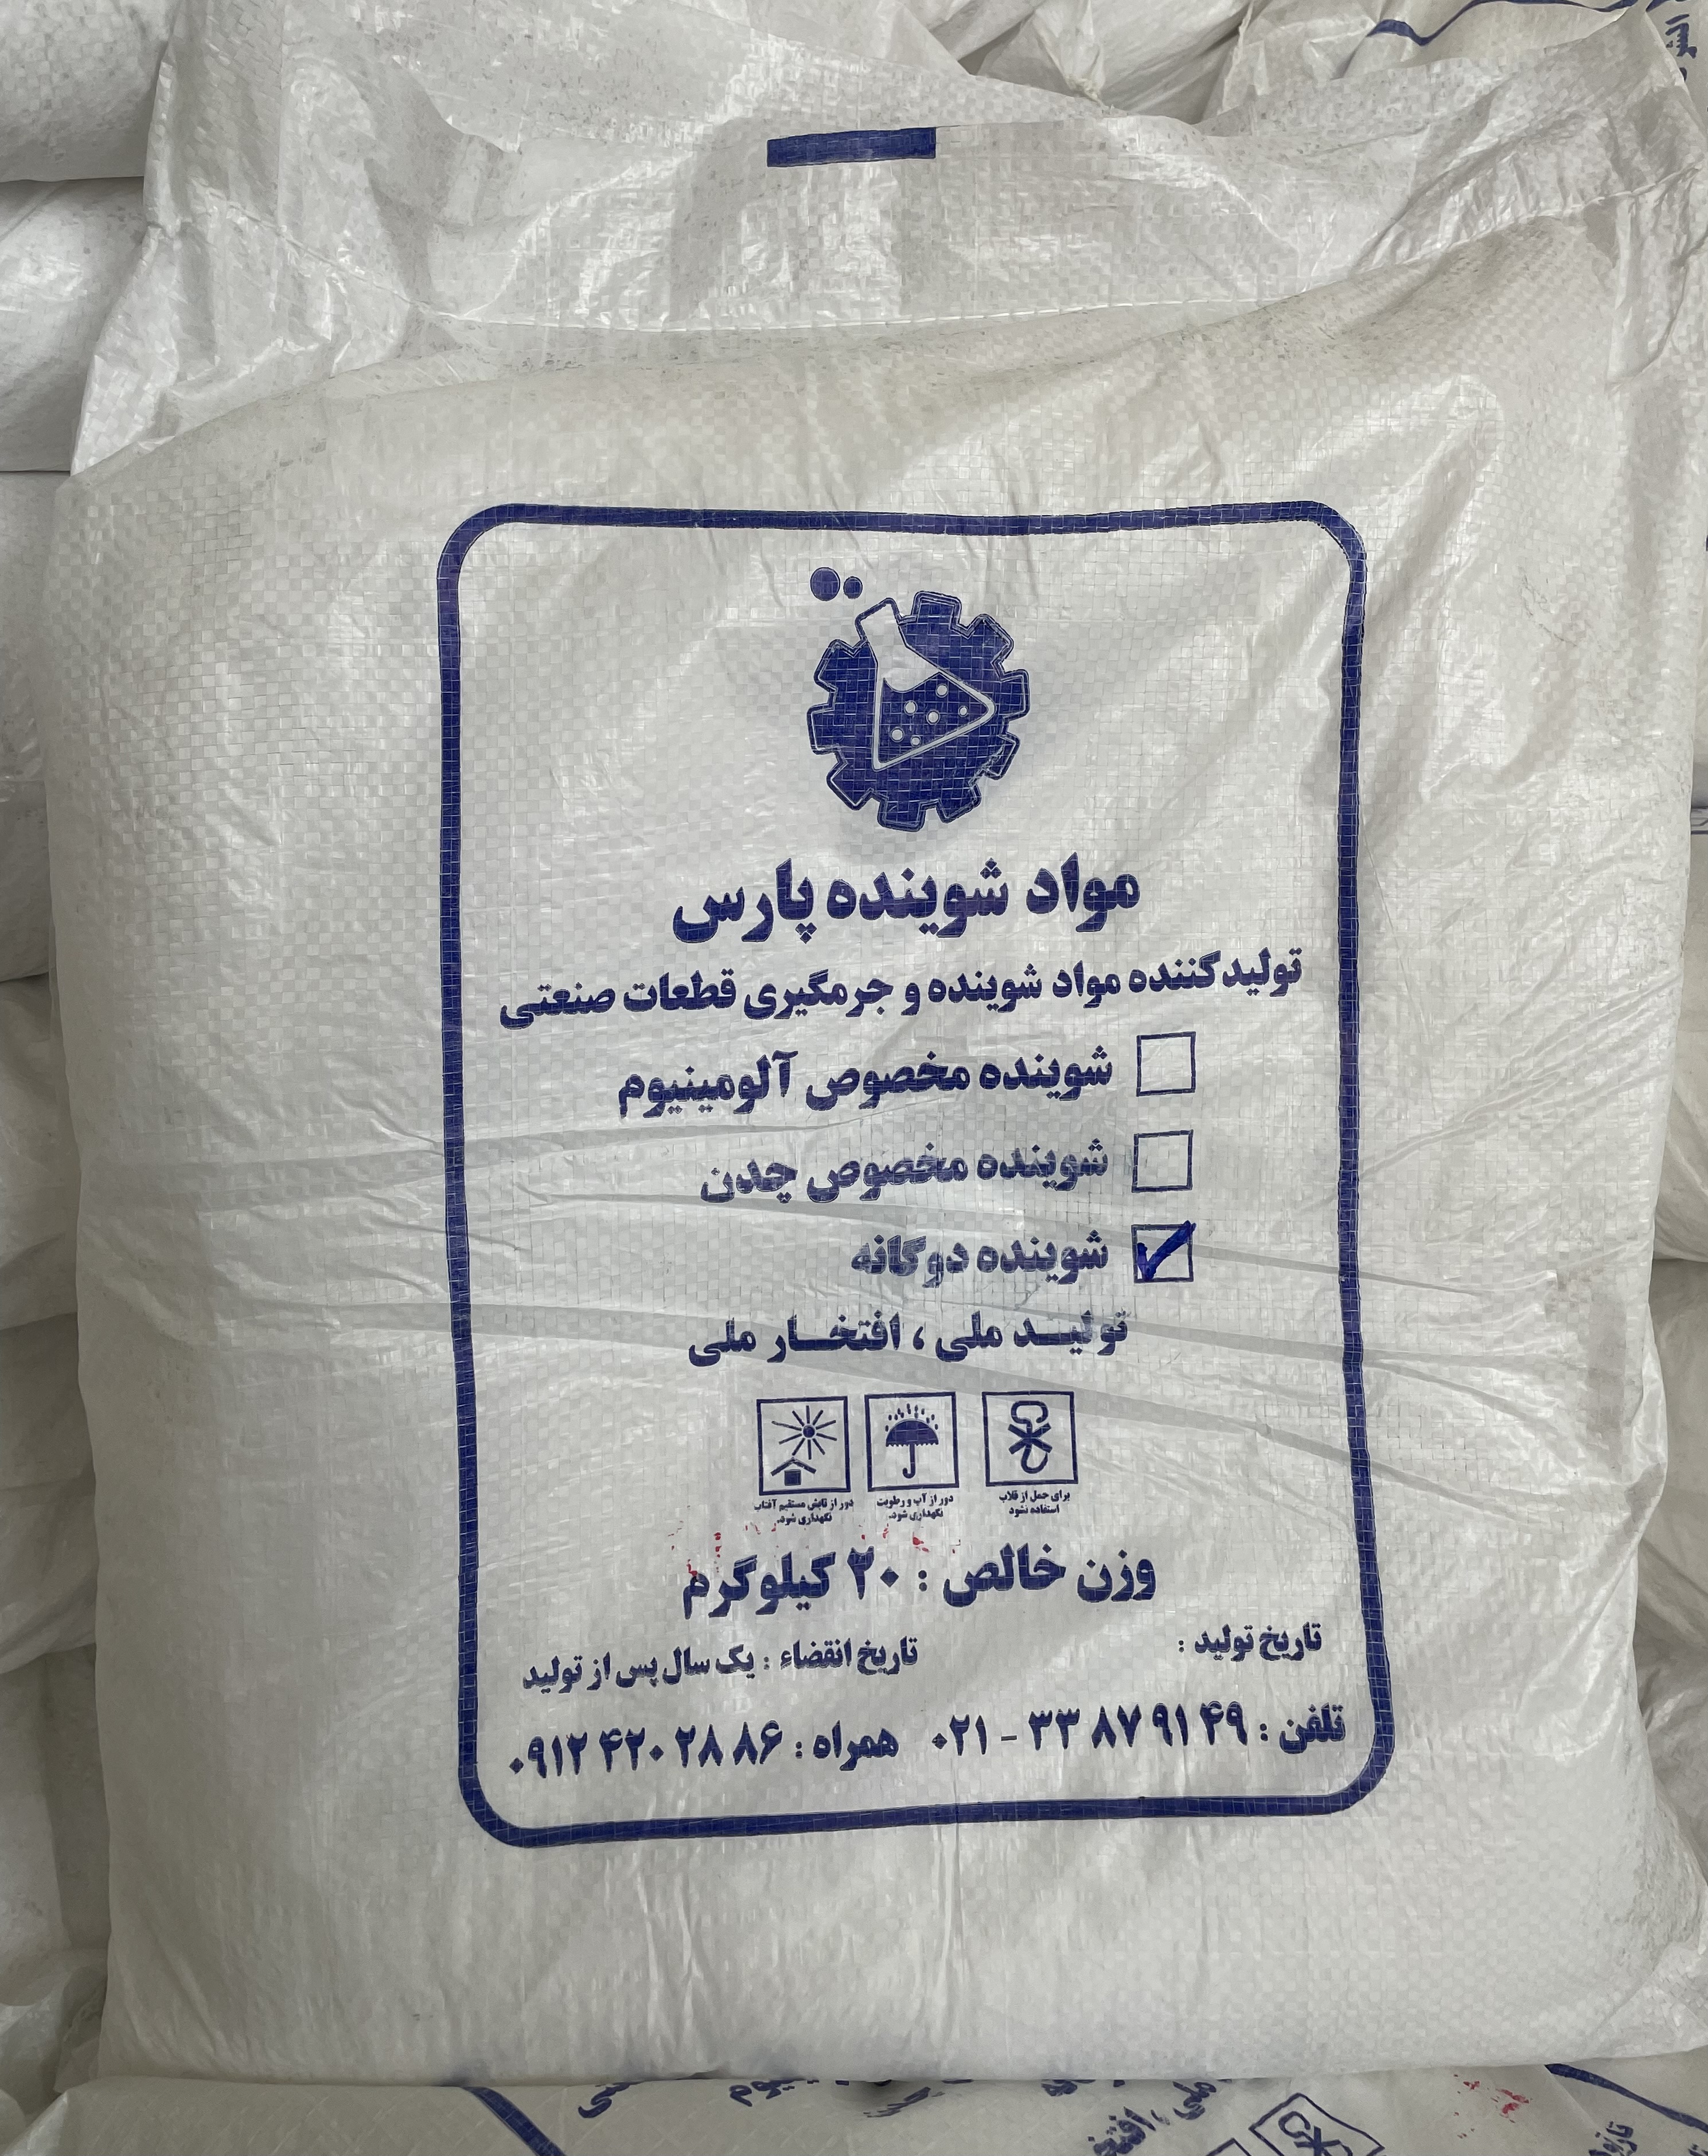 مواد شوینده پارس
تولیدکننده مواد شوینده و جرمگیری قطعات صنعتی
شوینده مخصوص آلومینیوم
شوینده مخصوص چدن
شوینده دوگانه
تولیــد ملی ، افتخــار ملی
برای حمل از قلاب
استفاده نشود
دور از آب و رطوبت
نگهداری شود.
دور از تابش مستقیم آفتاب
نگهداری شود.
وزن خالص : ۲۰ کیلوگرم
تاریخ تولید :
تاریخ انقضاء : یک سال پس از تولید
تلفن : ۴۹ ۹۱ ۸۷ ۳۳ - ۰۲۱
همراه : ۸۶ ۲۸ ۴۲۰ ۰۹۱۲